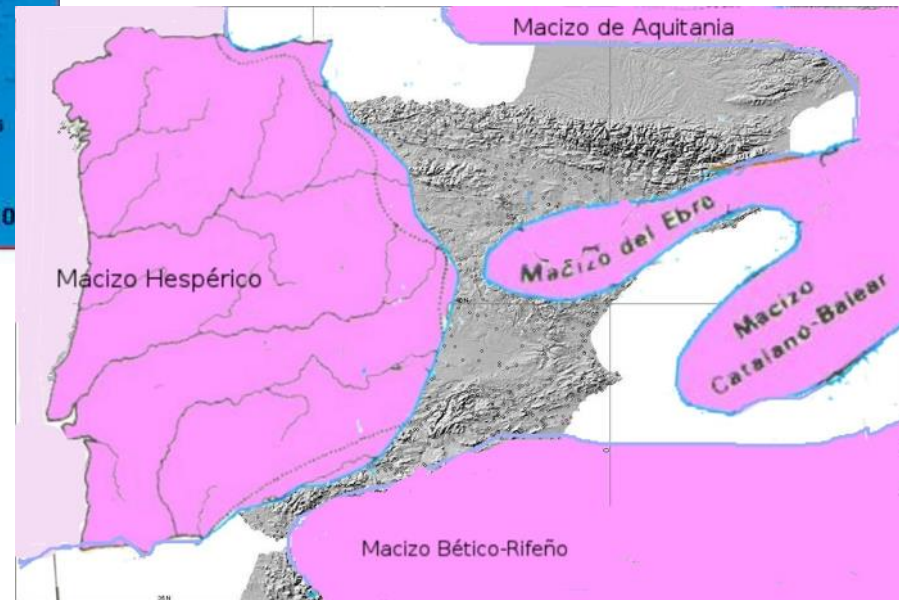 Macizo de Aquitania
Macizo del Ebro
Macizo Hespérico
Macizo
Catalano-Balear
Macizo Bético-Rifeño